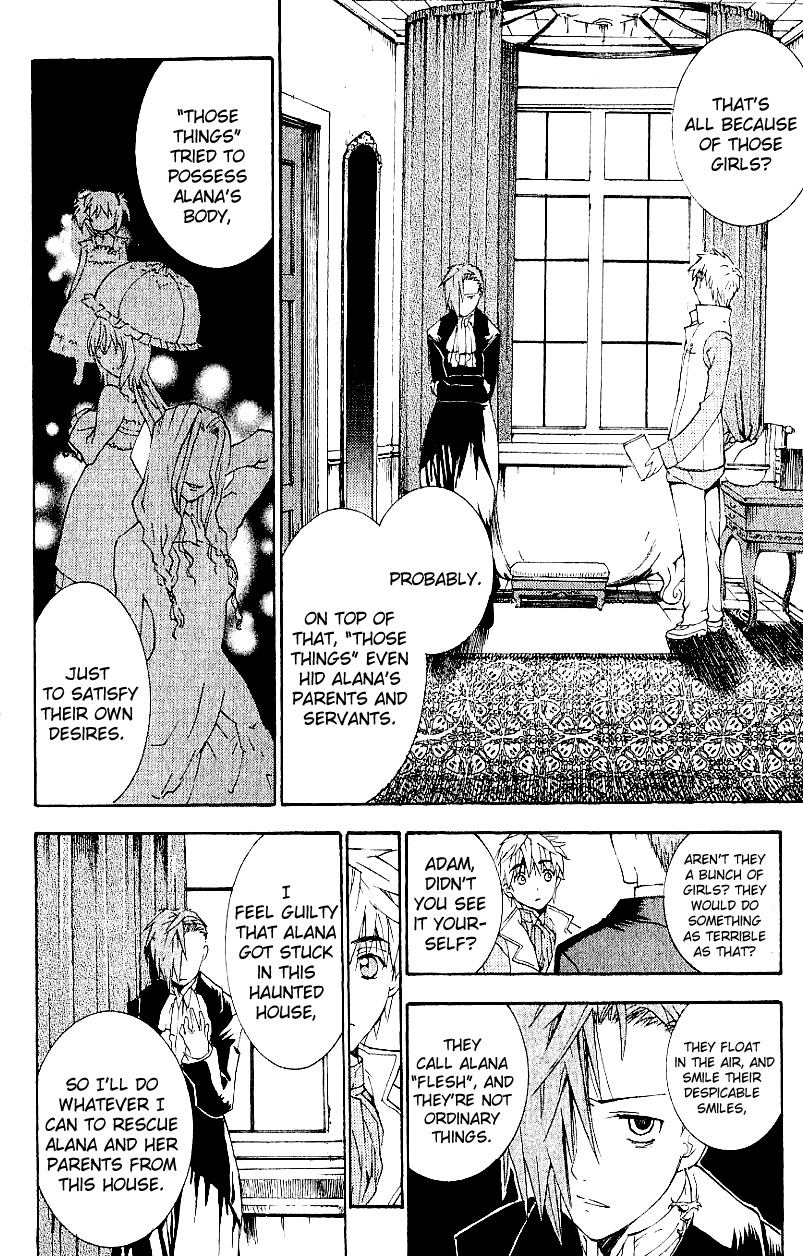 THAT'S
ALL BECAUSE
OF THOSE
GIRLS?
PROBABLY.
ON TOP OF
THAT, "THOSE
THINGS" EVEN
HID ALANA'S
PARENTS AND
SERVANTS.
"THOSE
THINGS"
TRIED TO
POSSESS
ALANA'S
BODY,
JUST
TO SATISFY
THEIR OWN
DESIRES.
AREN'T THEY
A BUNCH OF
GIRLS? THEY
WOULD DO
SOMETHING
AS TERRIBLE
AS THAT?
ADAM,
DIDN'T
YOU SEE
IT YOUR-
SELF?
THEY FLOAT
IN THE AIR, AND
SMILE THEIR
DESPICABLE
SMILES,
THEY
CALL ALANA
"FLESH", AND
THEY'RE NOT
ORDINARY
THINGS.
I
FEEL GUILTY
THAT ALANA
GOT STUCK
IN THIS
HAUNTED
HOUSE,
SO I'LL DO
WHATEVER I
CAN TO RESCUE
ALANA AND HER
PARENTS FROM
THIS HOUSE.